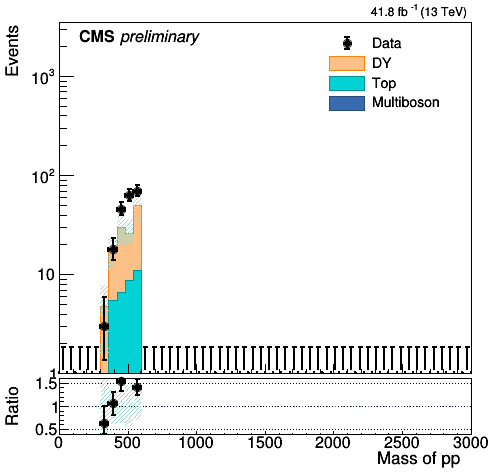 41.8 fb⁻¹ (13 TeV)
CMS preliminary
Events
Data
DY
Top
Multiboson
10³
10²
10
1
Ratio
1.5
1
0.5
0 500 1000 1500 2000 2500 3000
Mass of pp